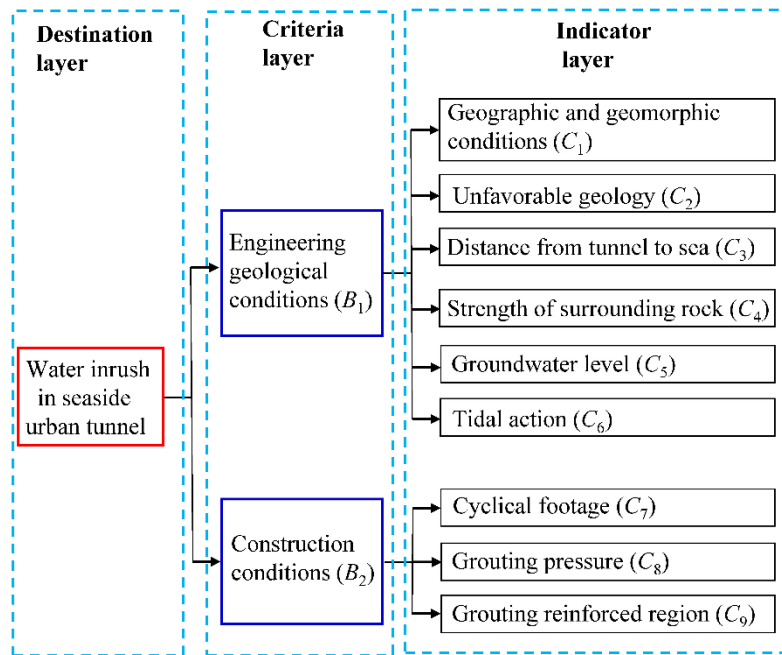 Destination
layer
Criteria
layer
Indicator
layer
Water inrush
in seaside
urban tunnel
Engineering
geological
conditions (B₁)
Construction
conditions (B₂)
Geographic and geomorphic
conditions (C₁)
Unfavorable geology (C₂)
Distance from tunnel to sea (C₃)
Strength of surrounding rock (C₄)
Groundwater level (C₅)
Tidal action (C₆)
Cyclical footage (C₇)
Grouting pressure (C₈)
Grouting reinforced region (C₉)